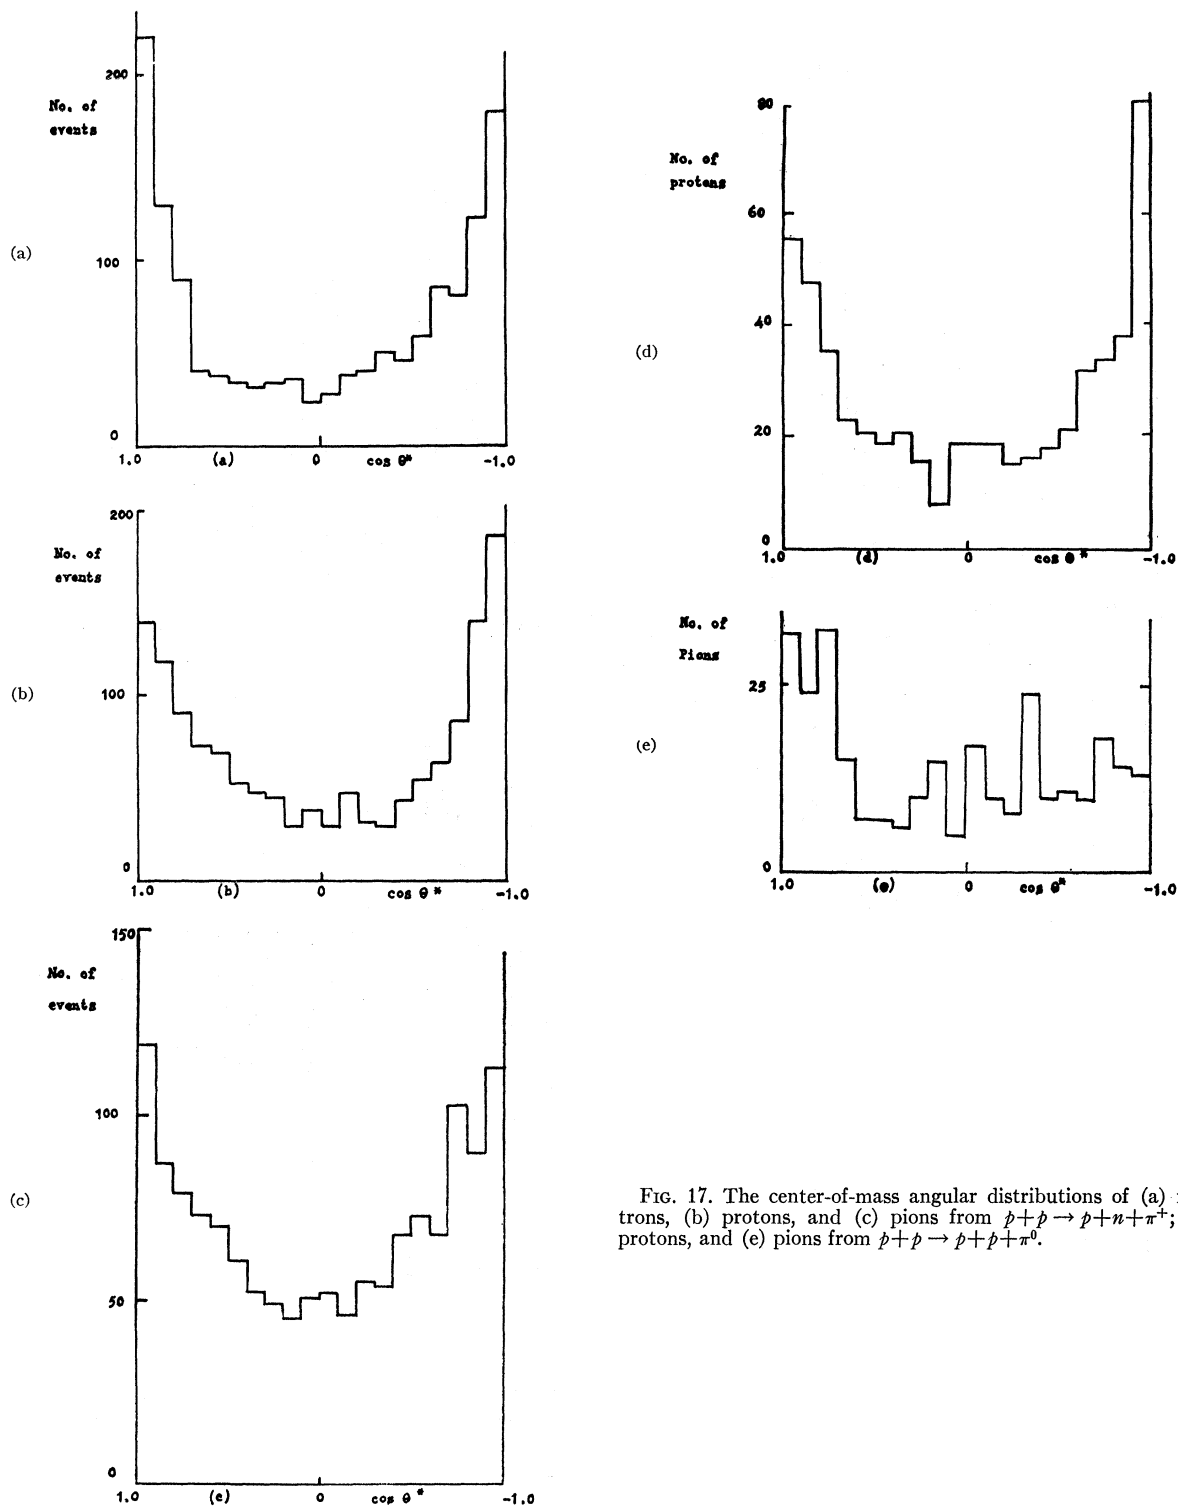 (a)
No. of
events
200
100
0
1.0
(a)
0
cos θ*
-1.0
(b)
No. of
events
200
100
0
1.0
(b)
0
cos θ*
-1.0
(c)
No. of
events
150
100
50
0
1.0
(c)
0
cos θ*
-1.0
(d)
No. of
protons
80
60
40
20
0
1.0
(d)
0
cos θ*
-1.0
(e)
No. of
Pions
25
0
1.0
(e)
0
cos θ*
-1.0
FIG. 17. The center-of-mass angular distributions of (a)
trons, (b) protons, and (c) pions from p+p→p+n+π⁺;
protons, and (e) pions from p+p→p+p+π⁰.